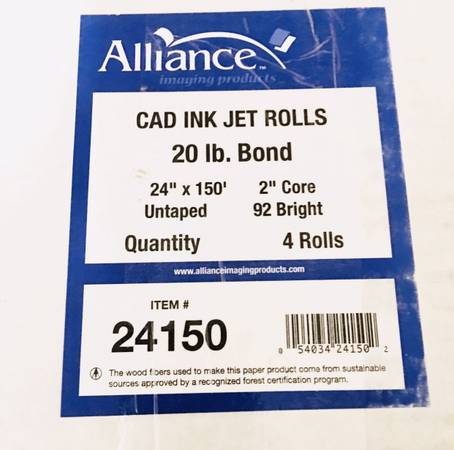 Alliance™
imaging products
CAD INK JET ROLLS
20 lb. Bond
24" x 150' 2" Core
Untaped 92 Bright
Quantity 4 Rolls
www.allianceimagingproducts.com
ITEM #
24150
0 54034 24150 2
The wood fibers used to make this paper product come from sustainable
sources approved by a recognized forest certification program.